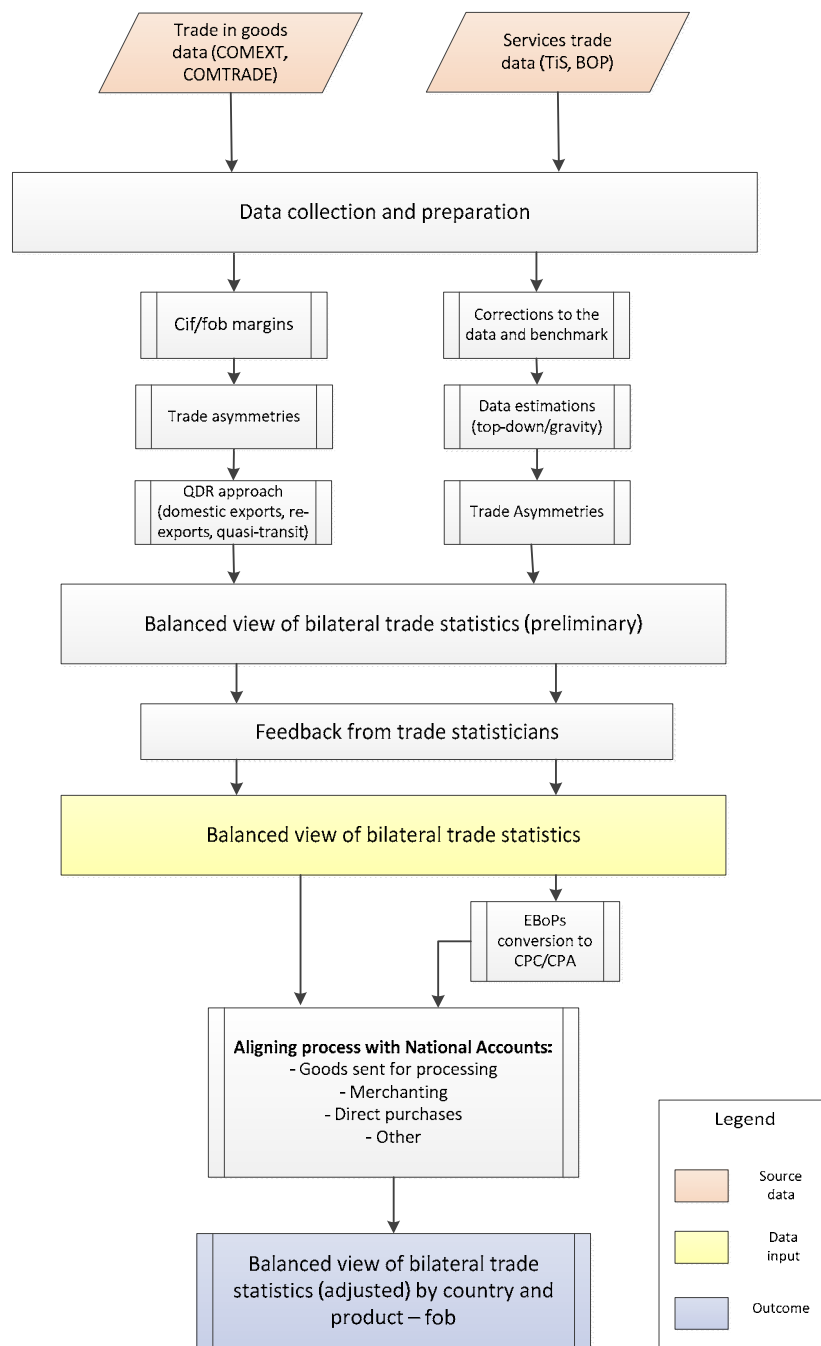 Trade in goods
data (COMEXT,
COMTRADE)
Services trade
data (TiS, BOP)
Data collection and preparation
Cif/fob margins
Corrections to the
data and benchmark
Trade asymmetries
Data estimations
(top-down/gravity)
QDR approach
(domestic exports, re-
exports, quasi-transit)
Trade Asymmetries
Balanced view of bilateral trade statistics (preliminary)
Feedback from trade statisticians
Balanced view of bilateral trade statistics
EBoPs
conversion to
CPC/CPA
Aligning process with National Accounts:
- Goods sent for processing
- Merchanting
- Direct purchases
- Other
Balanced view of bilateral trade
statistics (adjusted) by country and
product – fob
Legend
Source
data
Data
input
Outcome